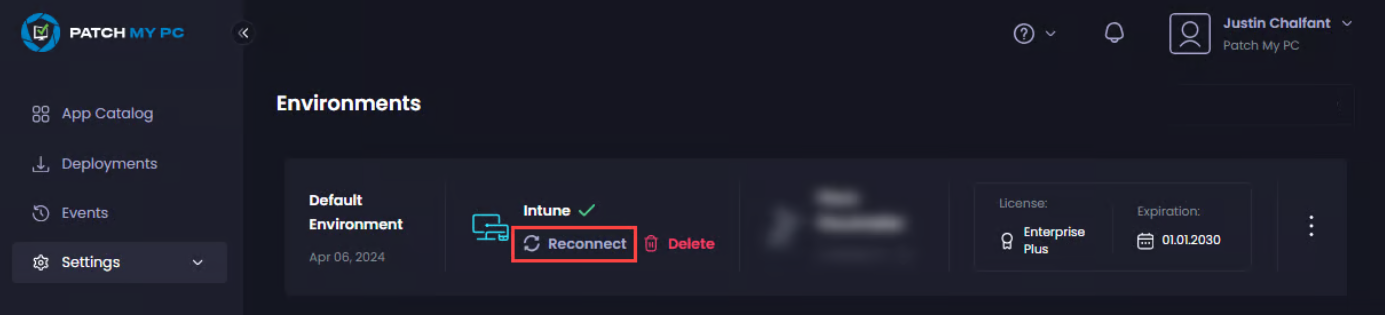 PATCH MY PC
Justin Chalfant
Patch My PC
App Catalog
Deployments
Events
Settings
Environments
Default
Environment
Apr 06, 2024
Intune
Reconnect
Delete
License:
Enterprise
Plus
Expiration:
01.01.2030